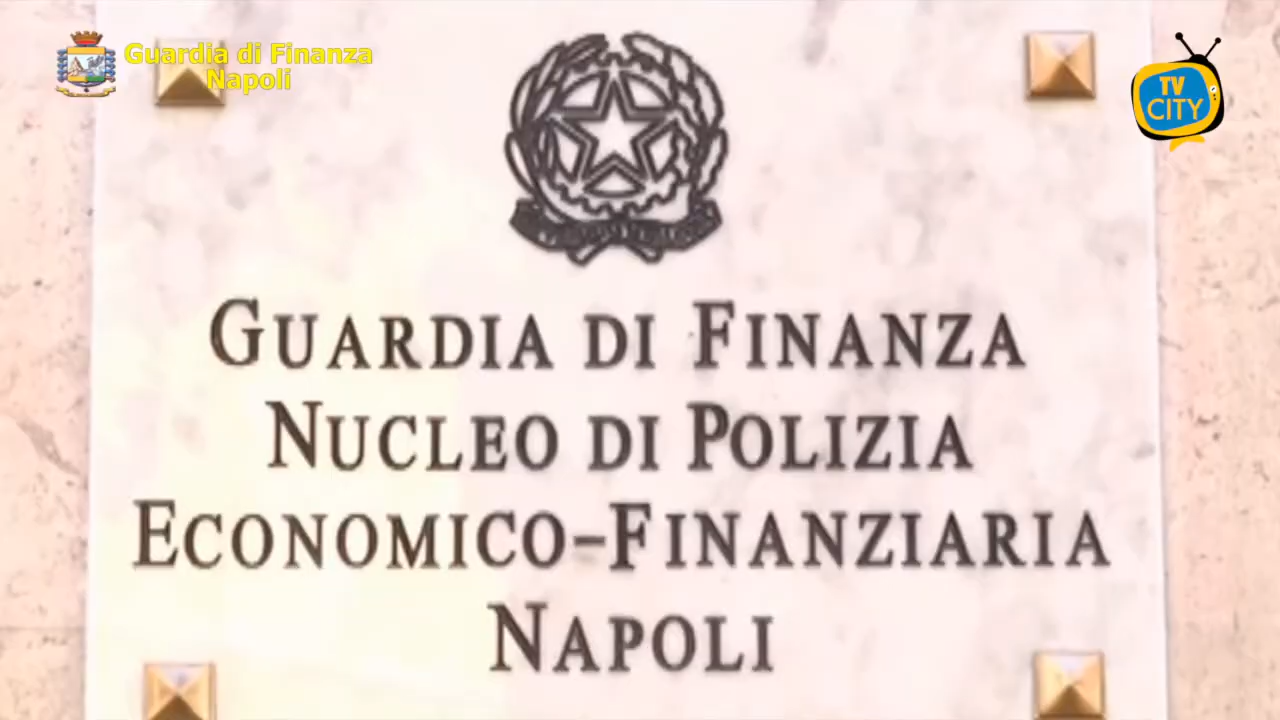 Guardia di Finanza
Napoli
TV
CITY
GUARDIA DI FINANZA
NUCLEO DI POLIZIA
ECONOMICO-FINANZIARIA
NAPOLI